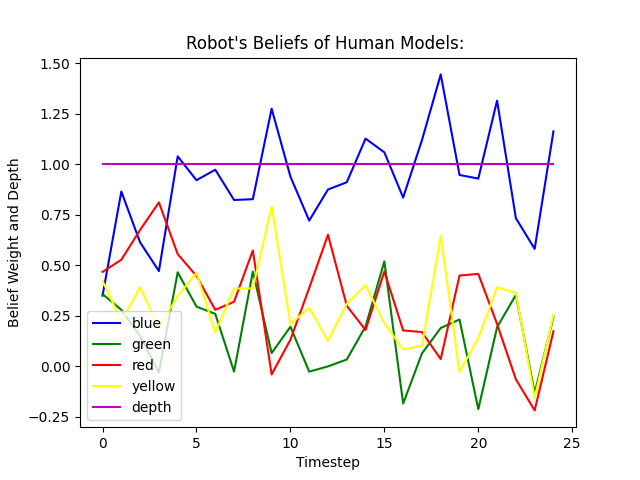 Robot's Beliefs of Human Models:
1.50
1.25
1.00
0.75
0.50
0.25
0.00
−0.25
Belief Weight and Depth
blue
green
red
yellow
depth
0 5 10 15 20 25
Timestep